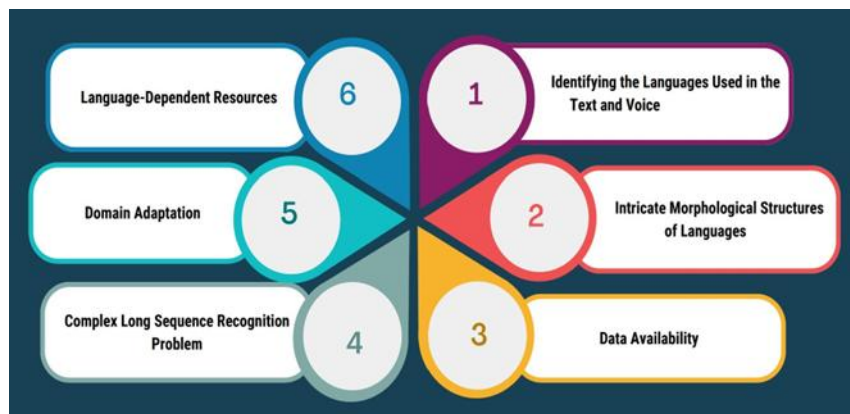 1
Identifying the Languages Used in the
Text and Voice
2
Intricate Morphological Structures
of Languages
3
Data Availability
4
Complex Long Sequence Recognition
Problem
5
Domain Adaptation
6
Language-Dependent Resources